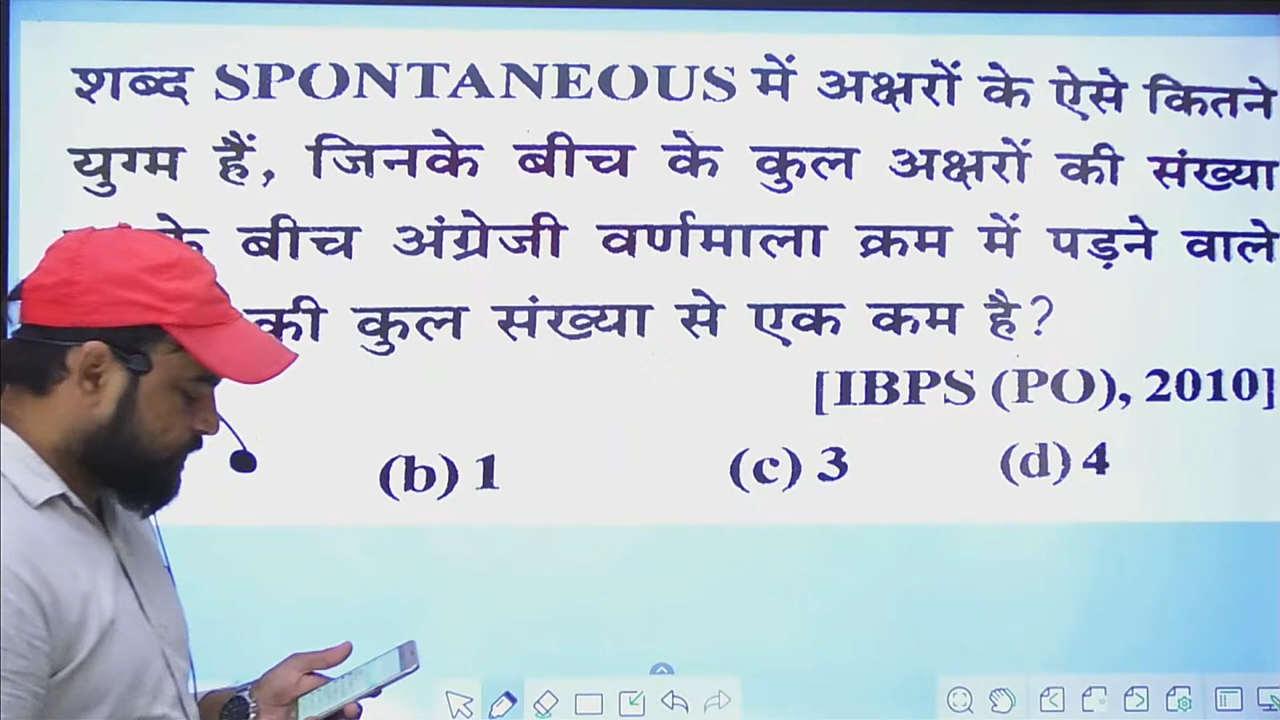 शब्द SPONTANEOUS में अक्षरों के ऐसे कितने
युग्म हैं, जिनके बीच के कुल अक्षरों की संख्या
के बीच अंग्रेजी वर्णमाला क्रम में पड़ने वाले
की कुल संख्या से एक कम है?
[IBPS (PO), 2010]
(b) 1 (c) 3 (d) 4